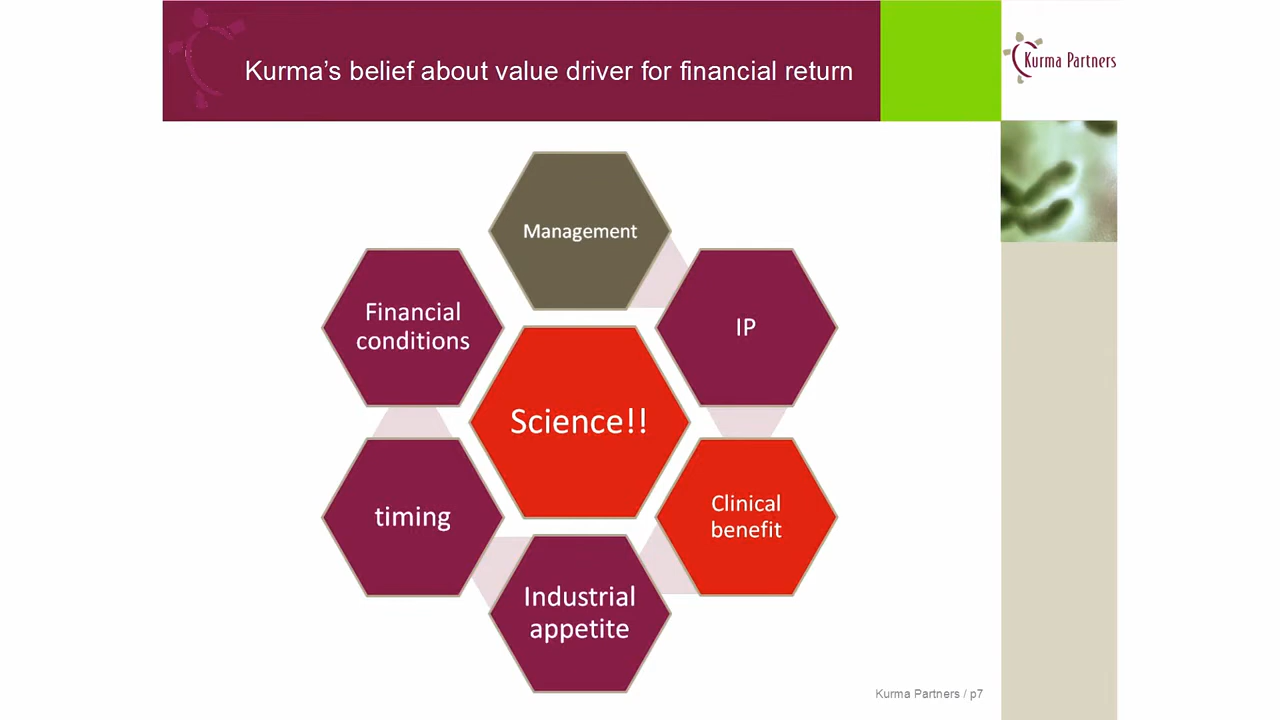 Kurma’s belief about value driver for financial return
Kurma Partners
Management
Financial
conditions
IP
Science!!
timing
Clinical
benefit
Industrial
appetite
Kurma Partners / p7